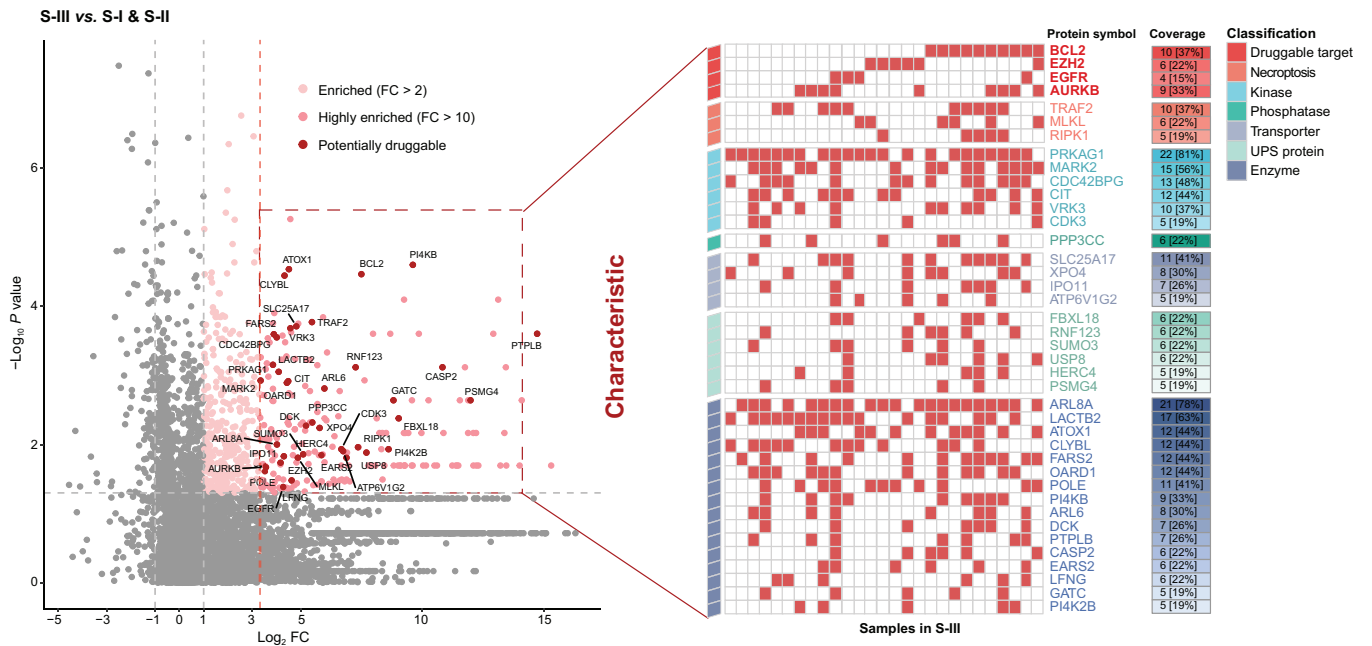 S-III vs. S-I & S-II
−Log10 P value
6
4
2
0
−5
−3
−1
0
1
3
5
10
15
Log2 FC
Enriched (FC > 2)
Highly enriched (FC > 10)
Potentially druggable
ATOX1
CLYBL
BCL2
PI4KB
SLC25A17
FARS2
TRAF2
VRK3
CDC42BPG
PTPLB
LACTB2
RNF123
PRKAG1
CIT
ARL6
CASP2
MARK2
OARD1
GATC
PSMG4
PPP3CC
CDK3
DCK
FBXL18
SUMO3
XPO4
ARL8A
HERC4
RIPK1
IPO11
PI4K2B
AURKB
EARS2
USP8
EZH2
POLE
MLKL
ATP6V1G2
LFNG
EGFR
Characteristic
Protein symbol
Coverage
Classification
BCL2 10 [37%]
EZH2 6 [22%]
EGFR 4 [15%]
AURKB 9 [33%]
TRAF2 10 [37%]
MLKL 6 [22%]
RIPK1 5 [19%]
PRKAG1 22 [81%]
MARK2 15 [56%]
CDC42BPG 13 [48%]
CIT 12 [44%]
VRK3 10 [37%]
CDK3 5 [19%]
PPP3CC 6 [22%]
SLC25A17 11 [41%]
XPO4 8 [30%]
IPO11 7 [26%]
ATP6V1G2 5 [19%]
FBXL18 6 [22%]
RNF123 6 [22%]
SUMO3 6 [22%]
USP8 6 [22%]
HERC4 5 [19%]
PSMG4 5 [19%]
ARL8A 21 [78%]
LACTB2 17 [63%]
ATOX1 12 [44%]
CLYBL 12 [44%]
FARS2 12 [44%]
OARD1 12 [44%]
POLE 11 [41%]
PI4KB 9 [33%]
ARL6 8 [30%]
DCK 7 [26%]
PTPLB 7 [26%]
CASP2 6 [22%]
EARS2 6 [22%]
LFNG 6 [22%]
GATC 5 [19%]
PI4K2B 5 [19%]
Samples in S-III
Druggable target
Necroptosis
Kinase
Phosphatase
Transporter
UPS protein
Enzyme